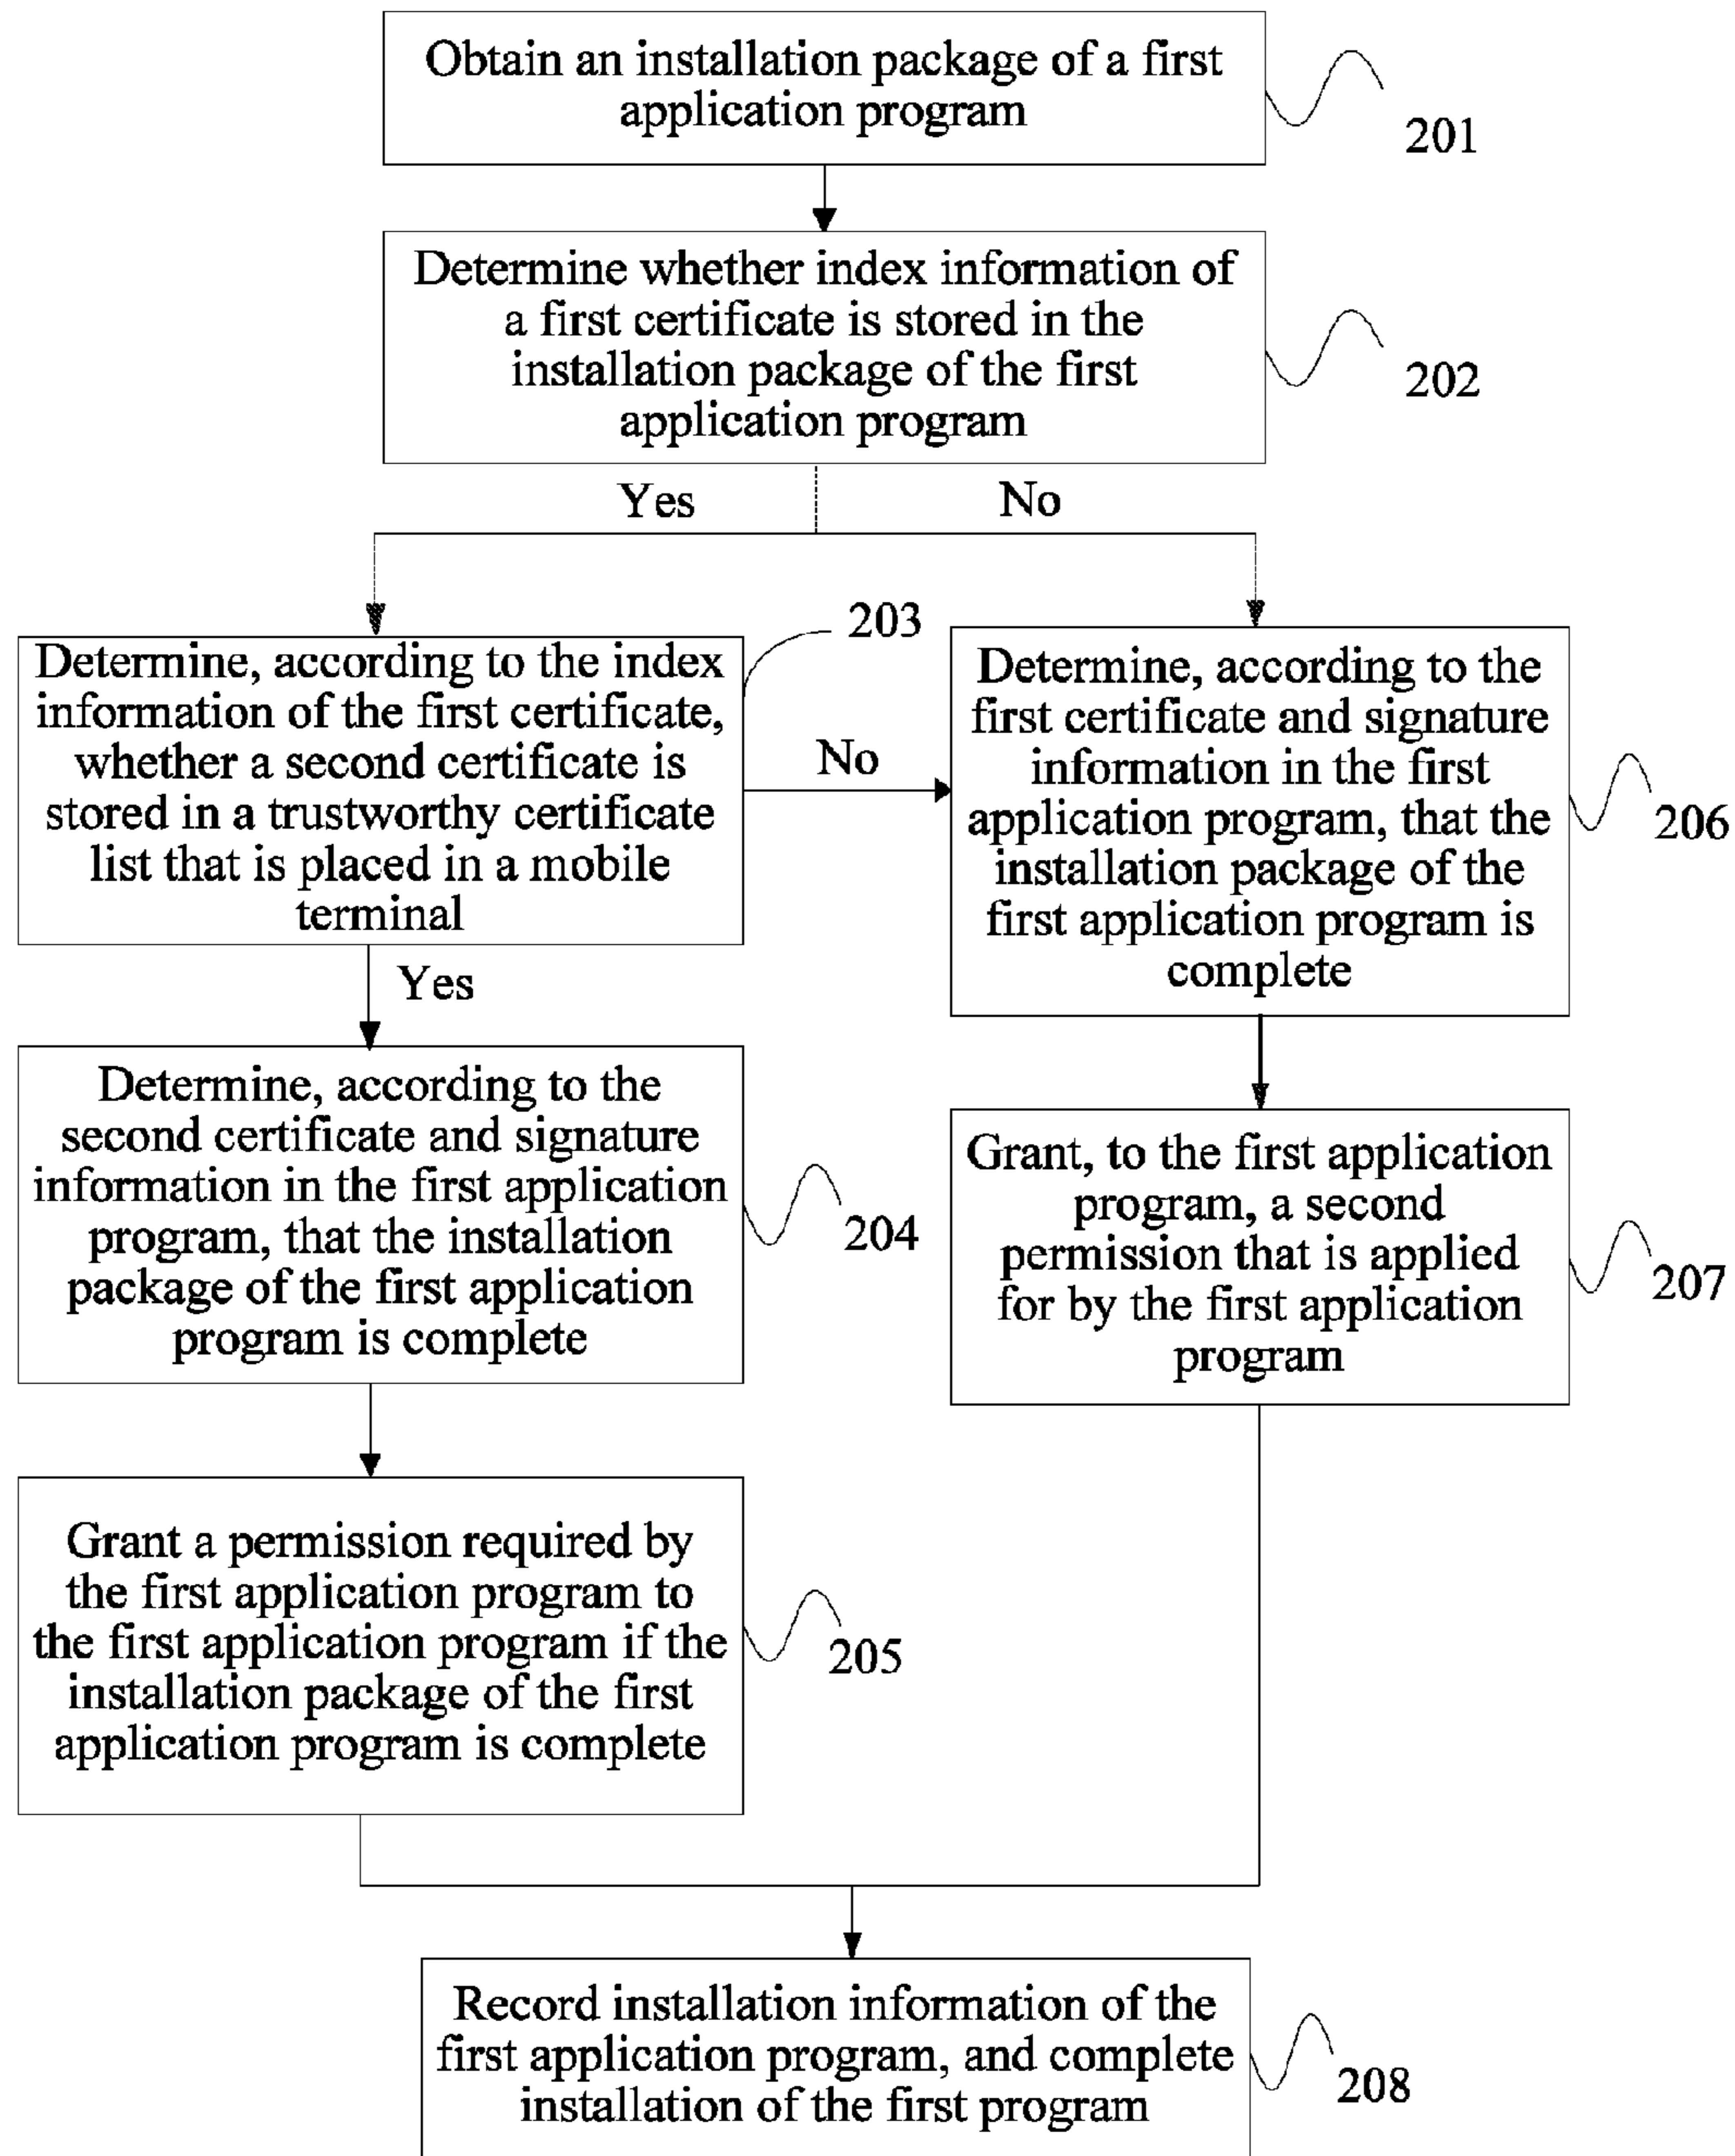 Obtain an installation package of a first
application program
201
Determine whether index information of
a first certificate is stored in the
installation package of the first
application program
202
Yes
No
203
Determine, according to the index
information of the first certificate,
whether a second certificate is
stored in a trustworthy certificate
list that is placed in a mobile
terminal
No
Determine, according to the
first certificate and signature
information in the first
application program, that the
installation package of the
first application program is
complete
206
Yes
Determine, according to the
second certificate and signature
information in the first application
program, that the installation
package of the first application
program is complete
204
Grant, to the first application
program, a second
permission that is applied
for by the first application
program
207
Grant a permission required by
the first application program to
the first application program if the
installation package of the first
application program is complete
205
Record installation information of the
first application program, and complete
installation of the first program
208